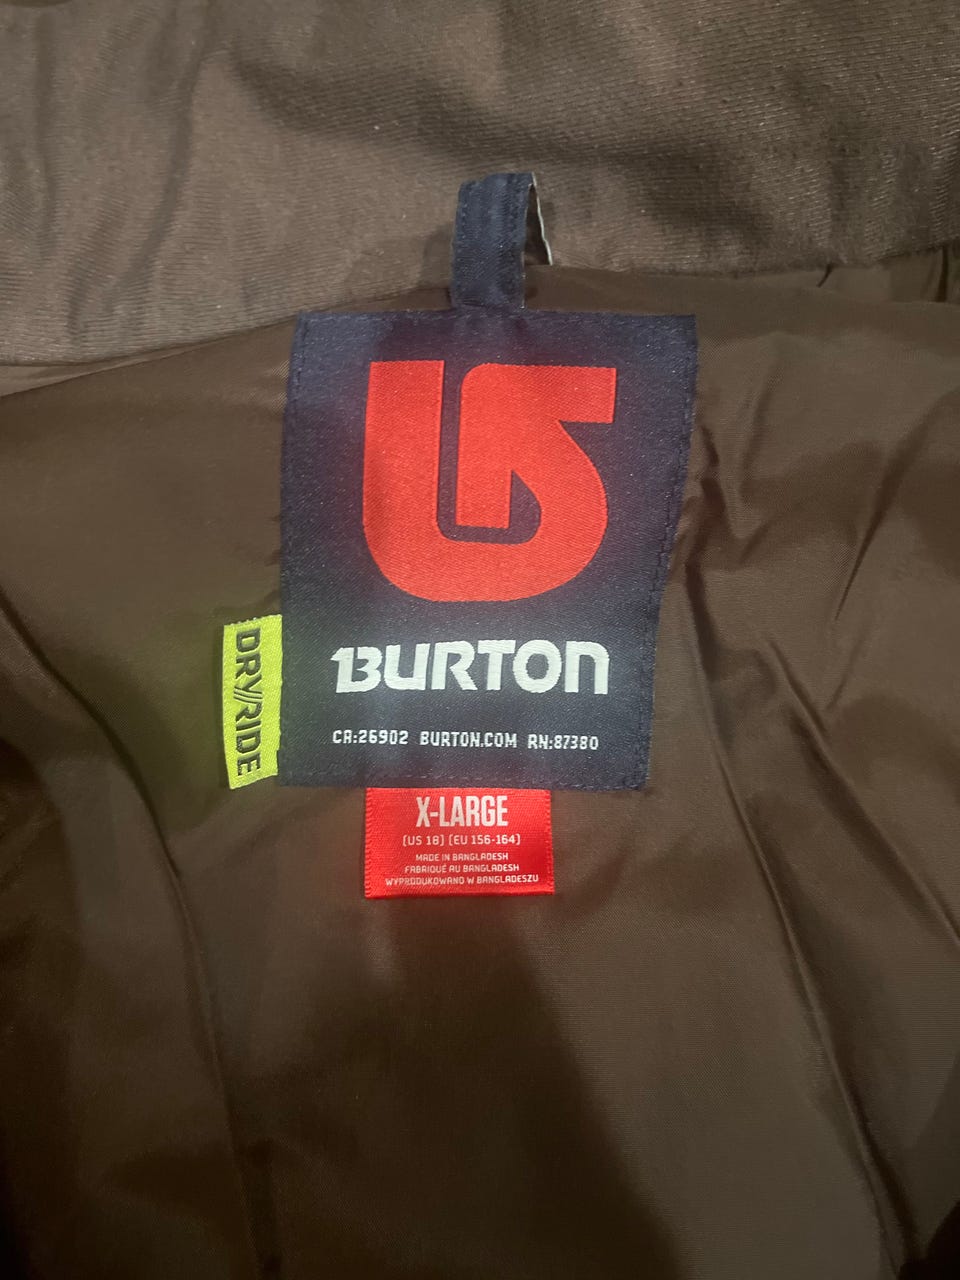 BURTON
CA:26902 BURTON.COM RN:87380
DRY//RIDE
X-LARGE
(US 18) (EU 156-164)
MADE IN BANGLADESH
FABRIQUÉ AU BANGLADESH
WYPRODUKOWANO W BANGLADESZU